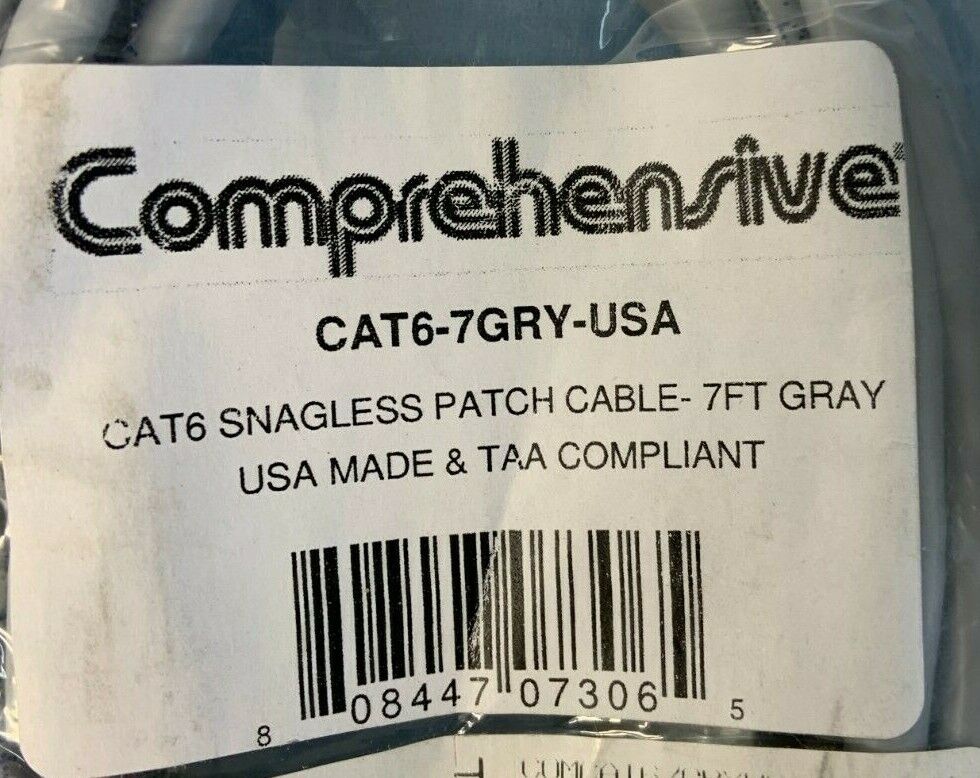 Comprehensive
CAT6-7GRY-USA
CAT6 SNAGLESS PATCH CABLE- 7FT GRAY
USA MADE & TAA COMPLIANT
8 08447 07306 5